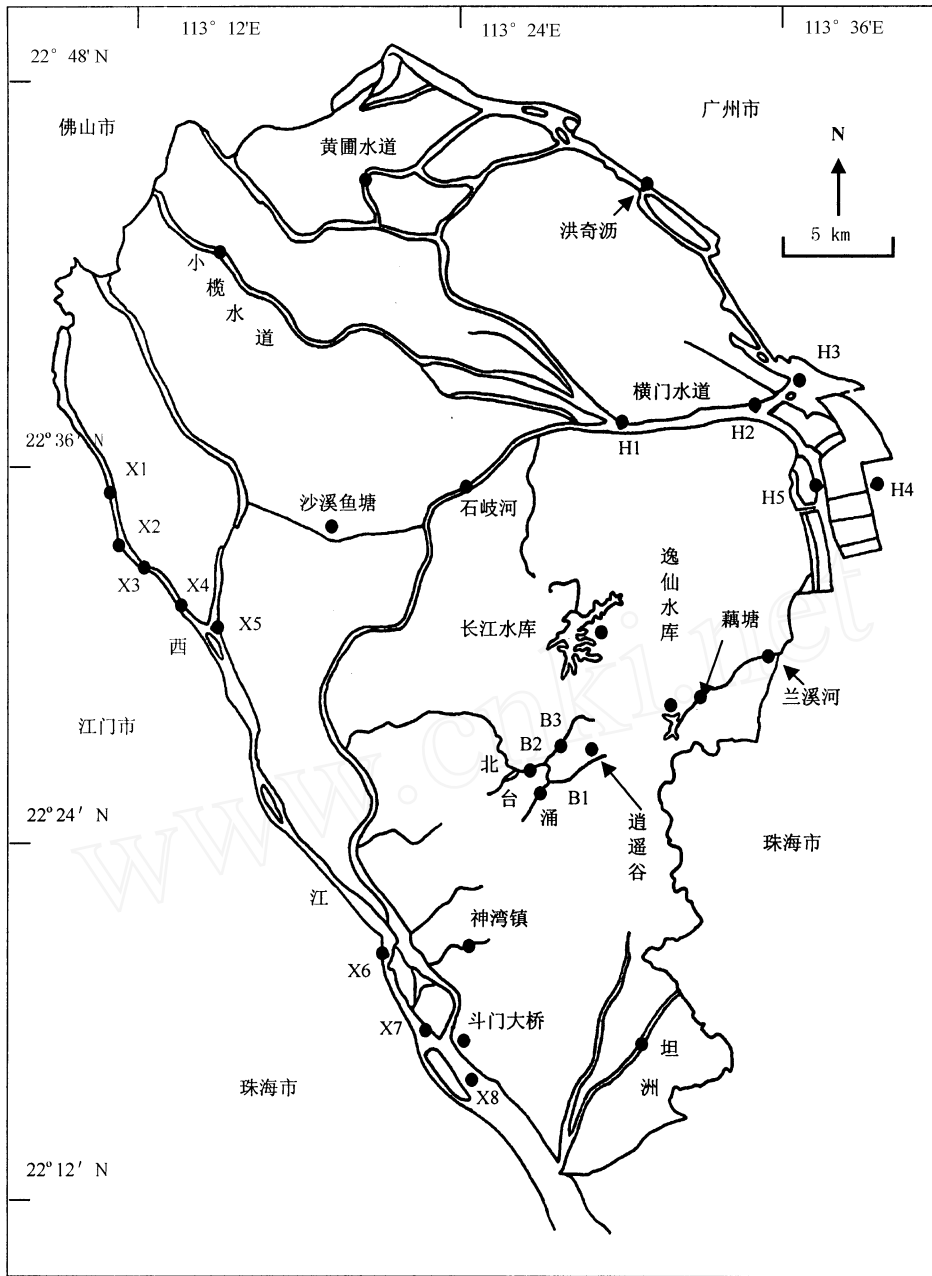 113° 12'E
113° 24'E
113° 36'E
22° 48' N
佛山市
广州市
N
黄圃水道
洪奇沥
5 km
小榄水道
H3
横门水道
H1
H2
22° 36' N
X1
沙溪鱼塘
石岐河
H5
H4
X2
X3
X4
X5
逸仙水库
长江水库
藕塘
西江
兰溪河
江门市
B3
B2
北台涌
B1
22° 24' N
逍遥谷
珠海市
神湾镇
X6
X7
斗门大桥
坦洲
珠海市
X8
22° 12' N
www.cnki.net